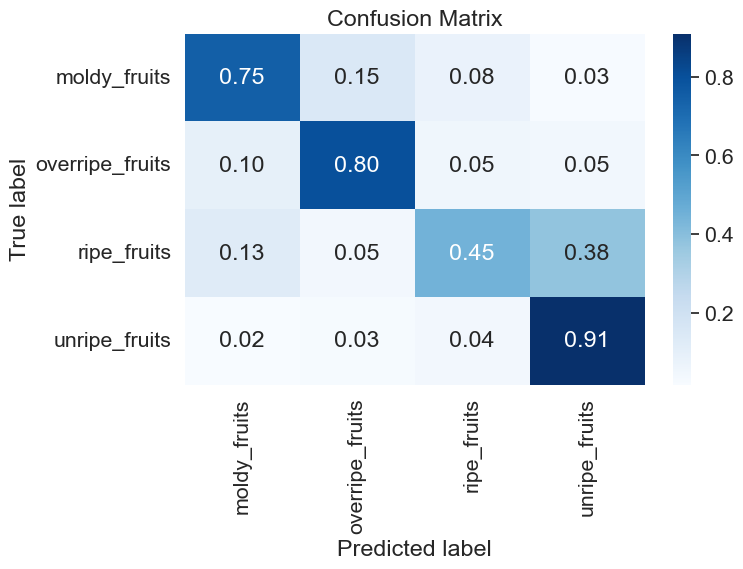 Confusion Matrix
True label
moldy_fruits 0.75 0.15 0.08 0.03
overripe_fruits 0.10 0.80 0.05 0.05
ripe_fruits 0.13 0.05 0.45 0.38
unripe_fruits 0.02 0.03 0.04 0.91
moldy_fruits
overripe_fruits
ripe_fruits
unripe_fruits
Predicted label
0.8
0.6
0.4
0.2